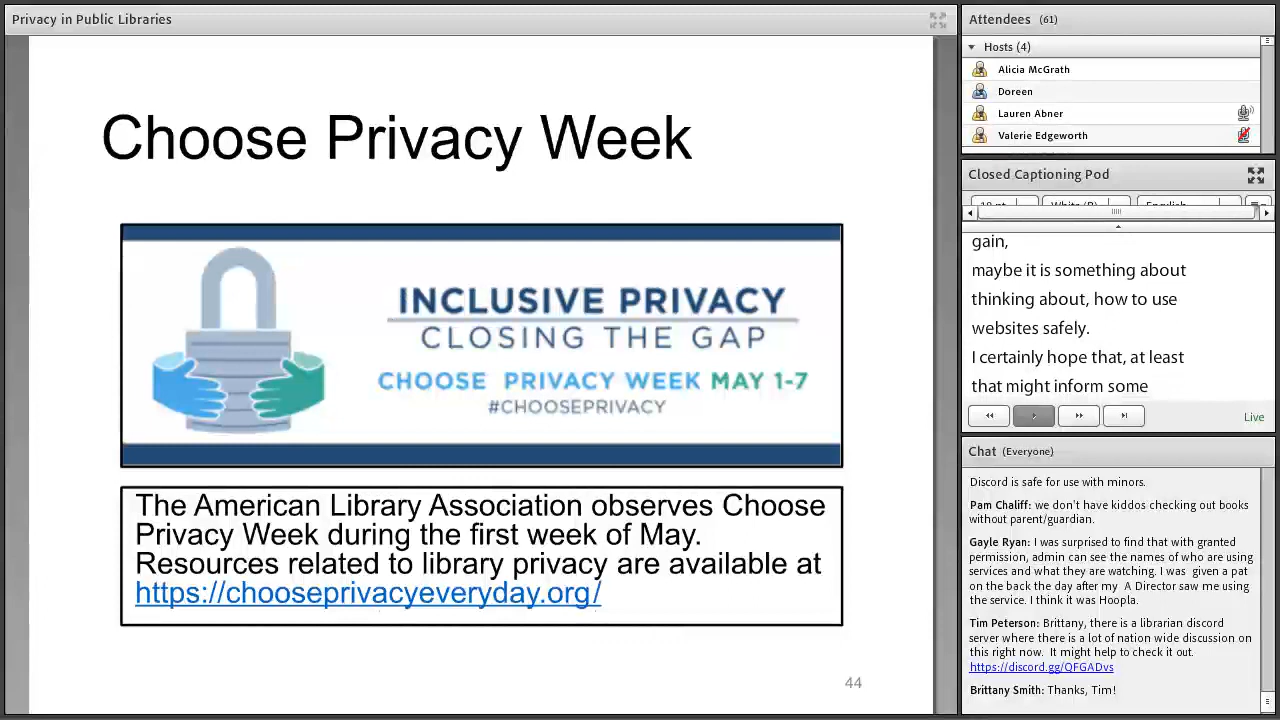 Privacy in Public Libraries
Choose Privacy Week
INCLUSIVE PRIVACY
CLOSING THE GAP
CHOOSE PRIVACY WEEK MAY 1-7
#CHOOSEPRIVACY
The American Library Association observes Choose
Privacy Week during the first week of May.
Resources related to library privacy are available at
https://chooseprivacyeveryday.org/
44
Attendees (61)
Hosts (4)
Alicia McGrath
Doreen
Lauren Abner
Valerie Edgeworth
Closed Captioning Pod
gain,
maybe it is something about
thinking about, how to use
websites safely.
I certainly hope that, at least
that might inform some
Live
Chat (Everyone)
Discord is safe for use with minors.
Pam Chaliff: we don't have kiddos checking out books
without parent/guardian.
Gayle Ryan: I was surprised to find that with granted
permission, admin can see the names of who are using
services and what they are watching. I was given a pat
on the back the day after my A Director saw me using
the service. I think it was Hoopla.
Tim Peterson: Brittany, there is a librarian discord
server where there is a lot of nation wide discussion on
this right now. It might help to check it out.
https://discord.gg/QFGADvs
Brittany Smith: Thanks, Tim!